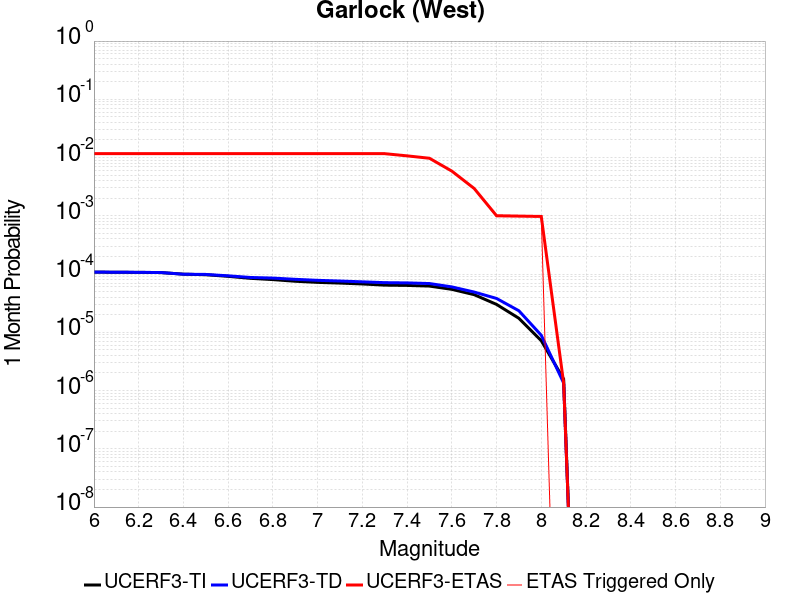 Garlock (West)
10^0
10^-1
10^-2
10^-3
10^-4
10^-5
10^-6
10^-7
10^-8
1 Month Probability
6 6.2 6.4 6.6 6.8 7 7.2 7.4 7.6 7.8 8 8.2 8.4 8.6 8.8 9
Magnitude
UCERF3-TI UCERF3-TD UCERF3-ETAS ETAS Triggered Only